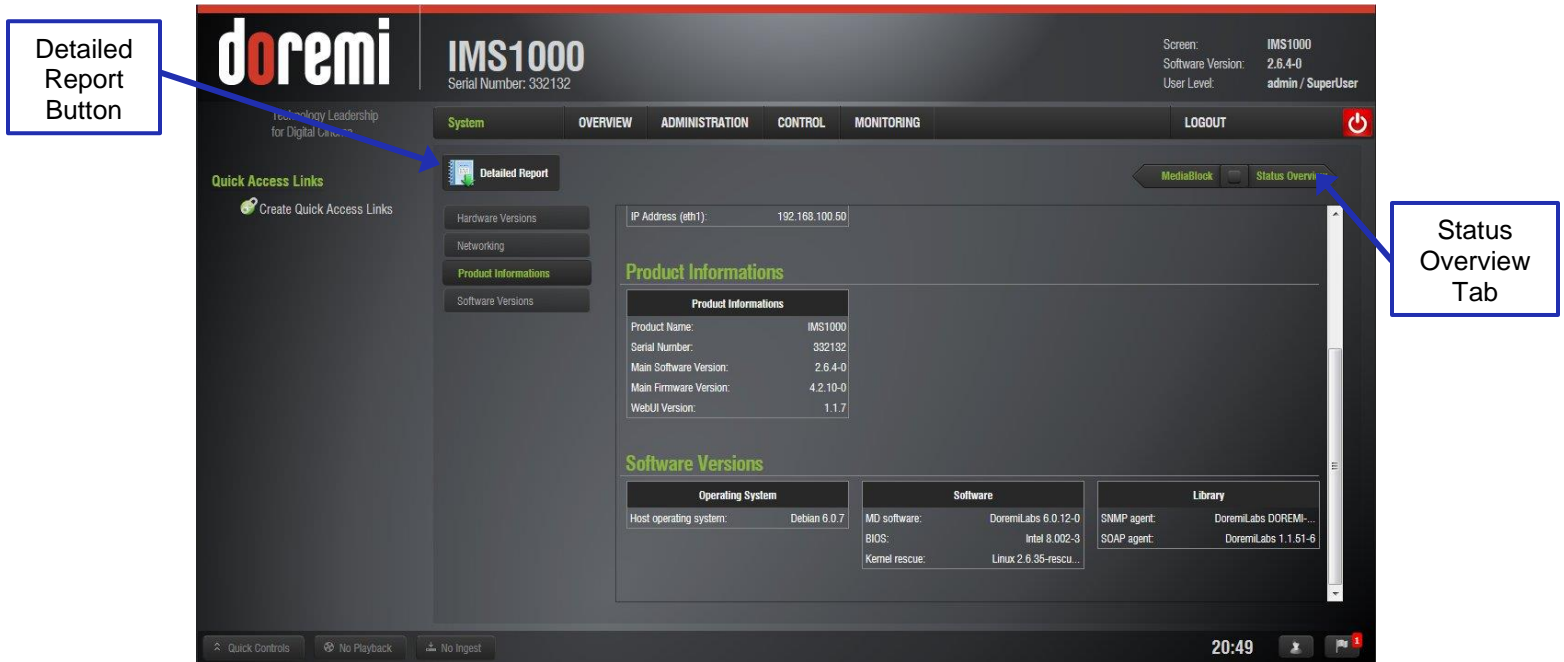 Detailed
Report
Button
doremi
Technology Leadership
for Digital Cinema
IMS1000
Serial Number: 332132
Screen: IMS1000
Software Version: 2.6.4-0
User Level: admin / SuperUser
System OVERVIEW ADMINISTRATION CONTROL MONITORING LOGOUT
Quick Access Links
Create Quick Access Links
Detailed Report
MediaBlock Status Overview
Status
Overview
Tab
Hardware Versions
Networking
Product Informations
Software Versions
IP Address (eth1): 192.168.100.50
Product Informations
Product Informations
Product Name: IMS1000
Serial Number: 332132
Main Software Version: 2.6.4-0
Main Firmware Version: 4.2.10-0
WebUI Version: 1.1.7
Software Versions
Operating System
Host operating system: Debian 6.0.7
Software
MD software: DoremiLabs 6.0.12-0
BIOS: Intel 8.002-3
Kernel rescue: Linux 2.6.35-rescu...
Library
SNMP agent: DoremiLabs DOREMI-...
SOAP agent: DoremiLabs 1.1.51-6
Quick Controls No Playback No Ingest 20:49 1